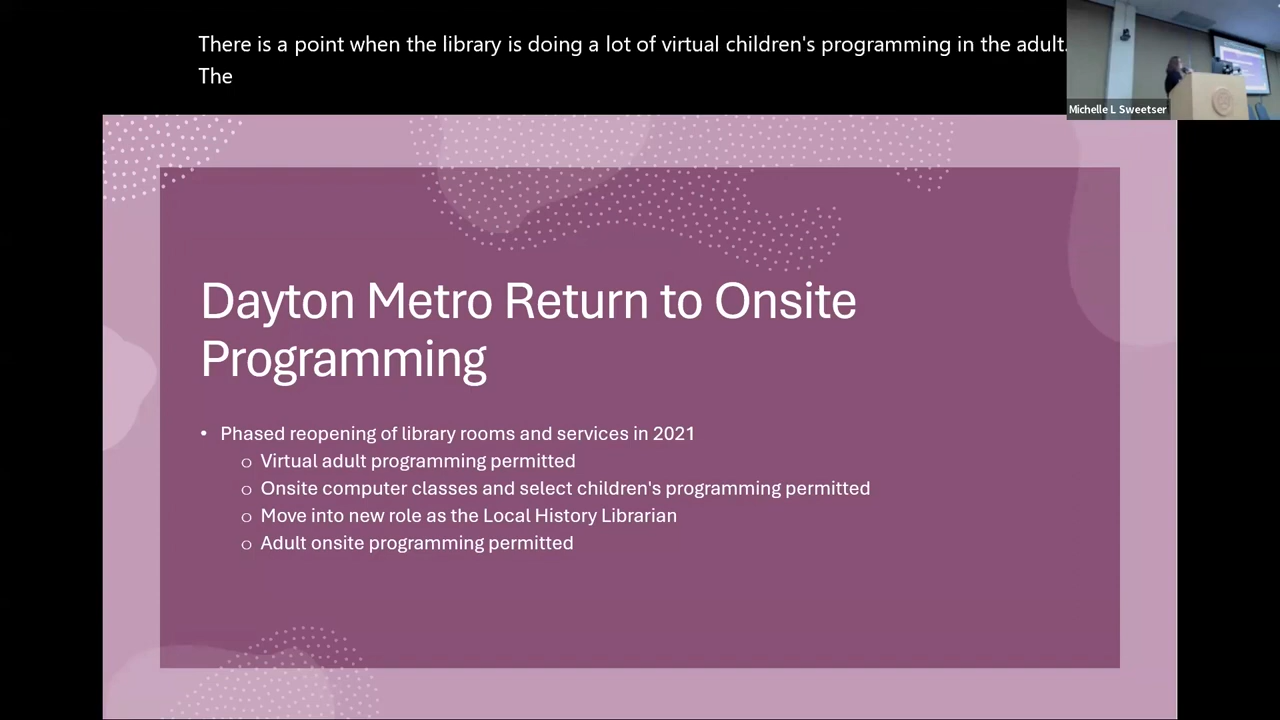 There is a point when the library is doing a lot of virtual children's programming in the adult.
The
Michelle L Sweetser
Dayton Metro Return to Onsite
Programming
• Phased reopening of library rooms and services in 2021
o Virtual adult programming permitted
o Onsite computer classes and select children's programming permitted
o Move into new role as the Local History Librarian
o Adult onsite programming permitted